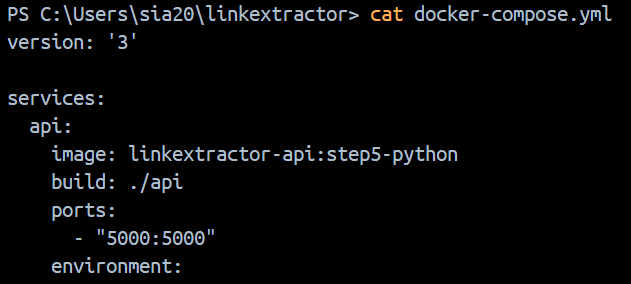 PS C:\Users\sia20\linkextractor> cat docker-compose.yml
version: '3'

services:
  api:
    image: linkextractor-api:step5-python
    build: ./api
    ports:
      - "5000:5000"
    environment: